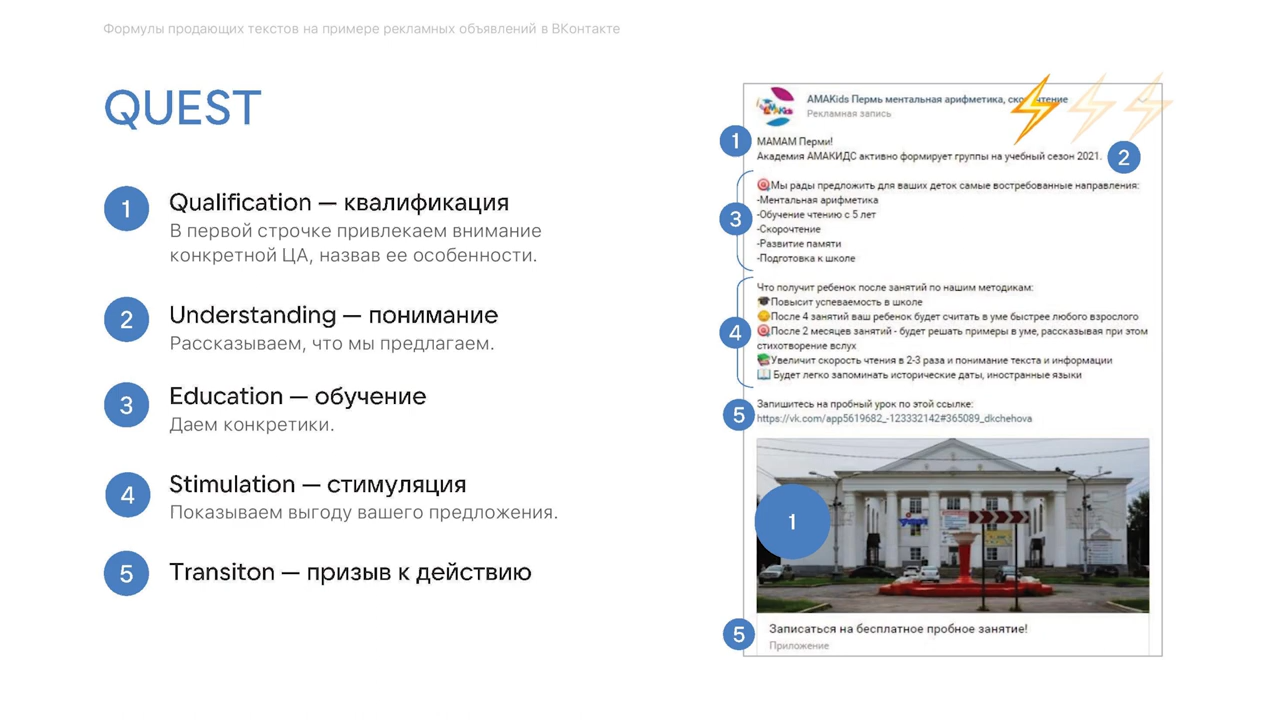 Формулы продающих текстов на примере рекламных объявлений в ВКонтакте
QUEST
1
Qualification — квалификация
В первой строчке привлекаем внимание
конкретной ЦА, назвав ее особенности.
2
Understanding — понимание
Рассказываем, что мы предлагаем.
3
Education — обучение
Даем конкретики.
4
Stimulation — стимуляция
Показываем выгоду вашего предложения.
5
Transiton — призыв к действию
AMAKids Пермь ментальная арифметика, скорочтение
Рекламная запись
1
МАМАМ Перми!
Академия АМАКИДС активно формирует группы на учебный сезон 2021.
2
Мы рады предложить для ваших деток самые востребованные направления:
-Ментальная арифметика
-Обучение чтению с 5 лет
3
-Скорочтение
-Развитие памяти
-Подготовка к школе
Что получит ребенок после занятий по нашим методикам:
Повысит успеваемость в школе
После 4 занятий ваш ребенок будет считать в уме быстрее любого взрослого
4
После 2 месяцев занятий - будет решать примеры в уме, рассказывая при этом
стихотворение вслух
Увеличит скорость чтения в 2-3 раза и понимание текста и информации
Будет легко запоминать исторические даты, иностранные языки
5
Запишитесь на пробный урок по этой ссылке:
https://vk.com/app5619682_-123332142#365089_dkchehova
1
5
Записаться на бесплатное пробное занятие!
Приложение